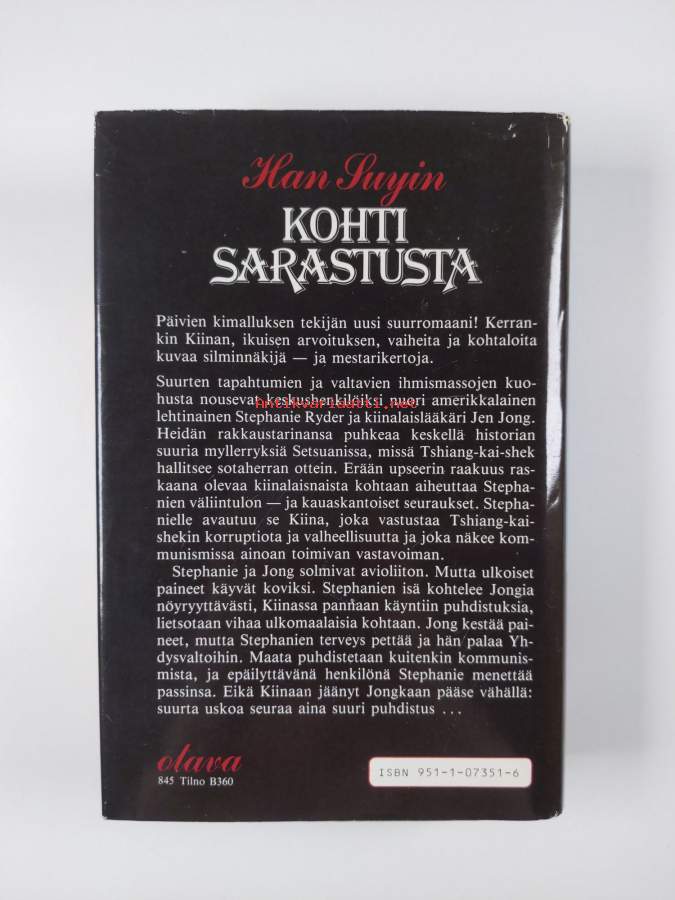 Han Suyin
KOHTI
SARASTUSTA
Päivien kimalluksen tekijän uusi suurromaani! Kerran-
kin Kiinan, ikuisen arvoituksen, vaiheita ja kohtaloita
kuvaa silminnäkijä — ja mestarikertoja.
Suurten tapahtumien ja valtavien ihmismassojen kuo-
husta nousevat keskushenkilöiksi nuori amerikkalainen
Antikvariaatti.net
lehtinainen Stephanie Ryder ja kiinalaislääkäri Jen Jong.
Heidän rakkaustarinansa puhkeaa keskellä historian
suuria myllerryksiä Setsuanissa, missä Tshiang-kai-shek
hallitsee sotaherran ottein. Erään upseerin raakuus ras-
kaana olevaa kiinalaisnaista kohtaan aiheuttaa Stepha-
nien väliintulon — ja kauaskantoiset seuraukset. Stepha-
nielle avautuu se Kiina, joka vastustaa Tshiang-kai-
shekin korruptiota ja valheellisuutta ja joka näkee kom-
munismissa ainoan toimivan vastavoiman.
Stephanie ja Jong solmivat avioliiton. Mutta ulkoiset
paineet käyvät koviksi. Stephanien isä kohtelee Jongia
nöyryyttävästi, Kiinassa pannaan käyntiin puhdistuksia,
lietsotaan vihaa ulkomaalaisia kohtaan. Jong kestää pai-
neet, mutta Stephanien terveys pettää ja hän palaa Yh-
dysvaltoihin. Maata puhdistetaan kuitenkin kommunis-
mista, ja epäilyttävänä henkilönä Stephanie menettää
passinsa. Eikä Kiinaan jäänyt Jongkaan pääse vähällä:
suurta uskoa seuraa aina suuri puhdistus ...
otava
845 Tilno B360
ISBN 951-1-07351-6